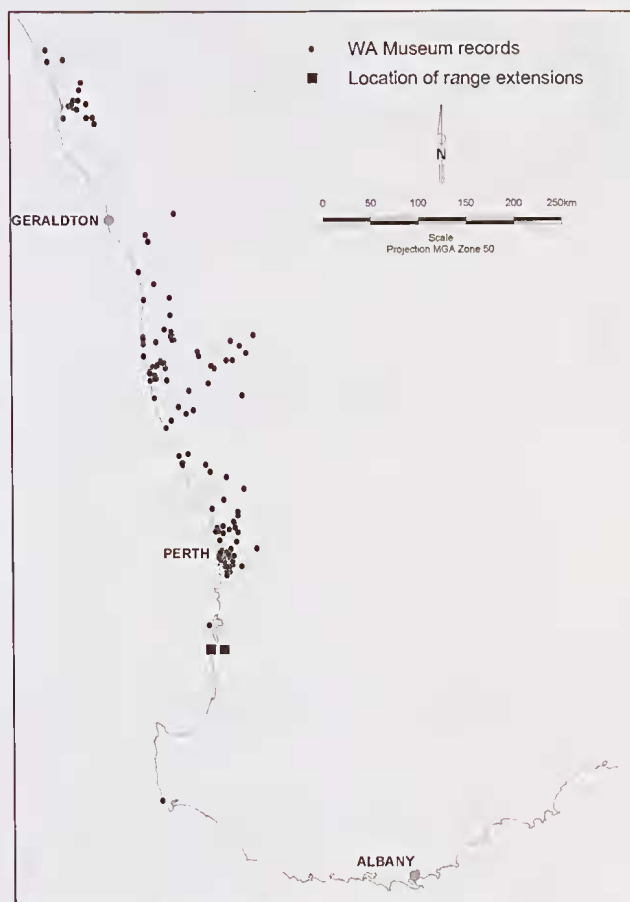 WA Museum records
Location of range extensions
N
0 50 100 150 200 250km
Scale
Projection MGA Zone 50
GERALDTON
PERTH
ALBANY